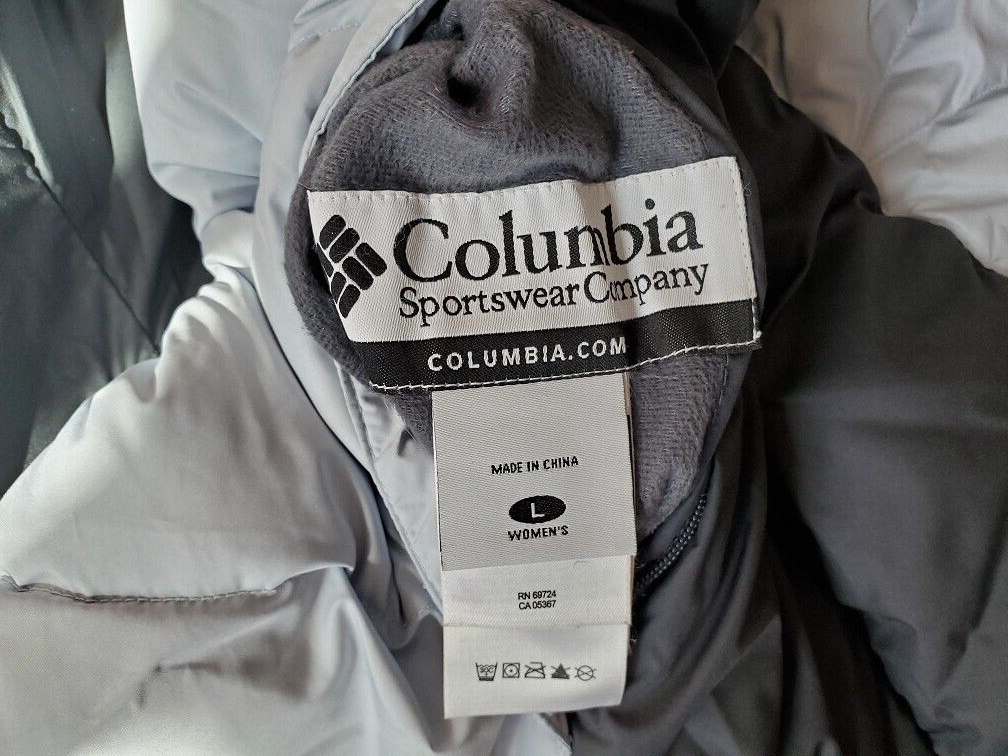 Columbia
Sportswear Company
COLUMBIA.COM
MADE IN CHINA
L
WOMEN'S
RN 69724
CA 05367